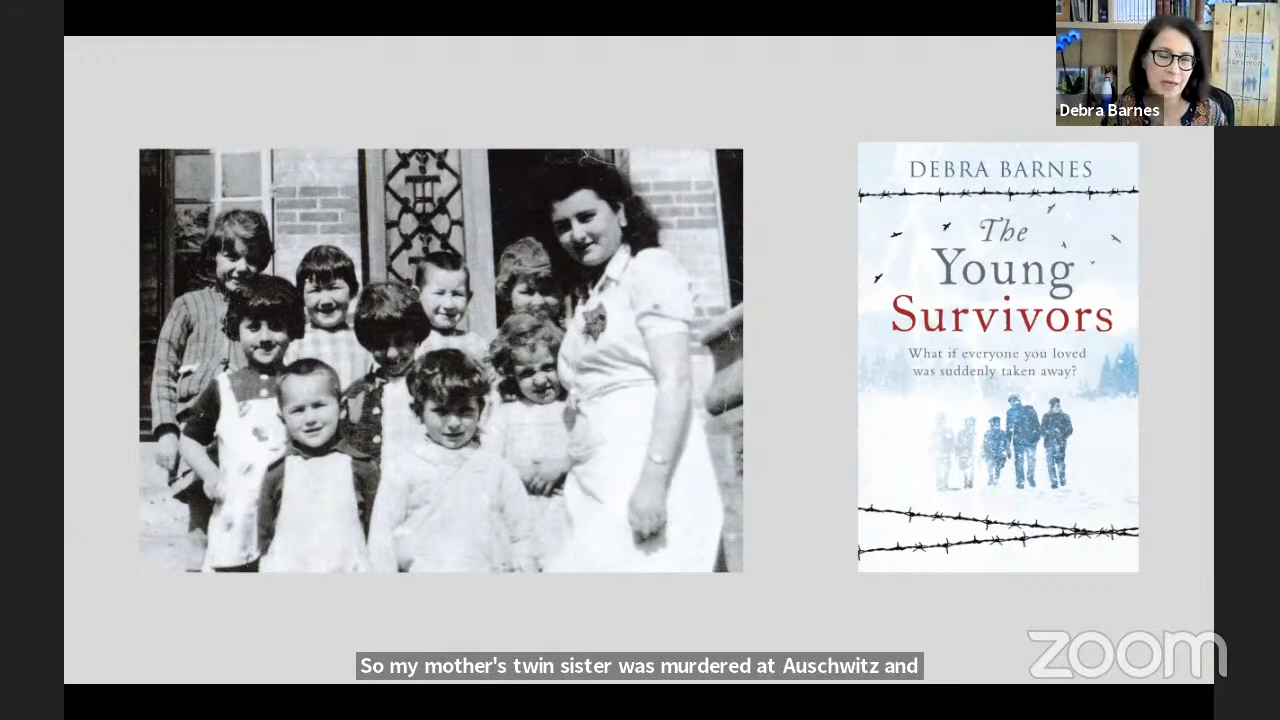 Debra Barnes
DEBRA BARNES
The
Young
Survivors
What if everyone you loved
was suddenly taken away?
So my mother's twin sister was murdered at Auschwitz and
zoom